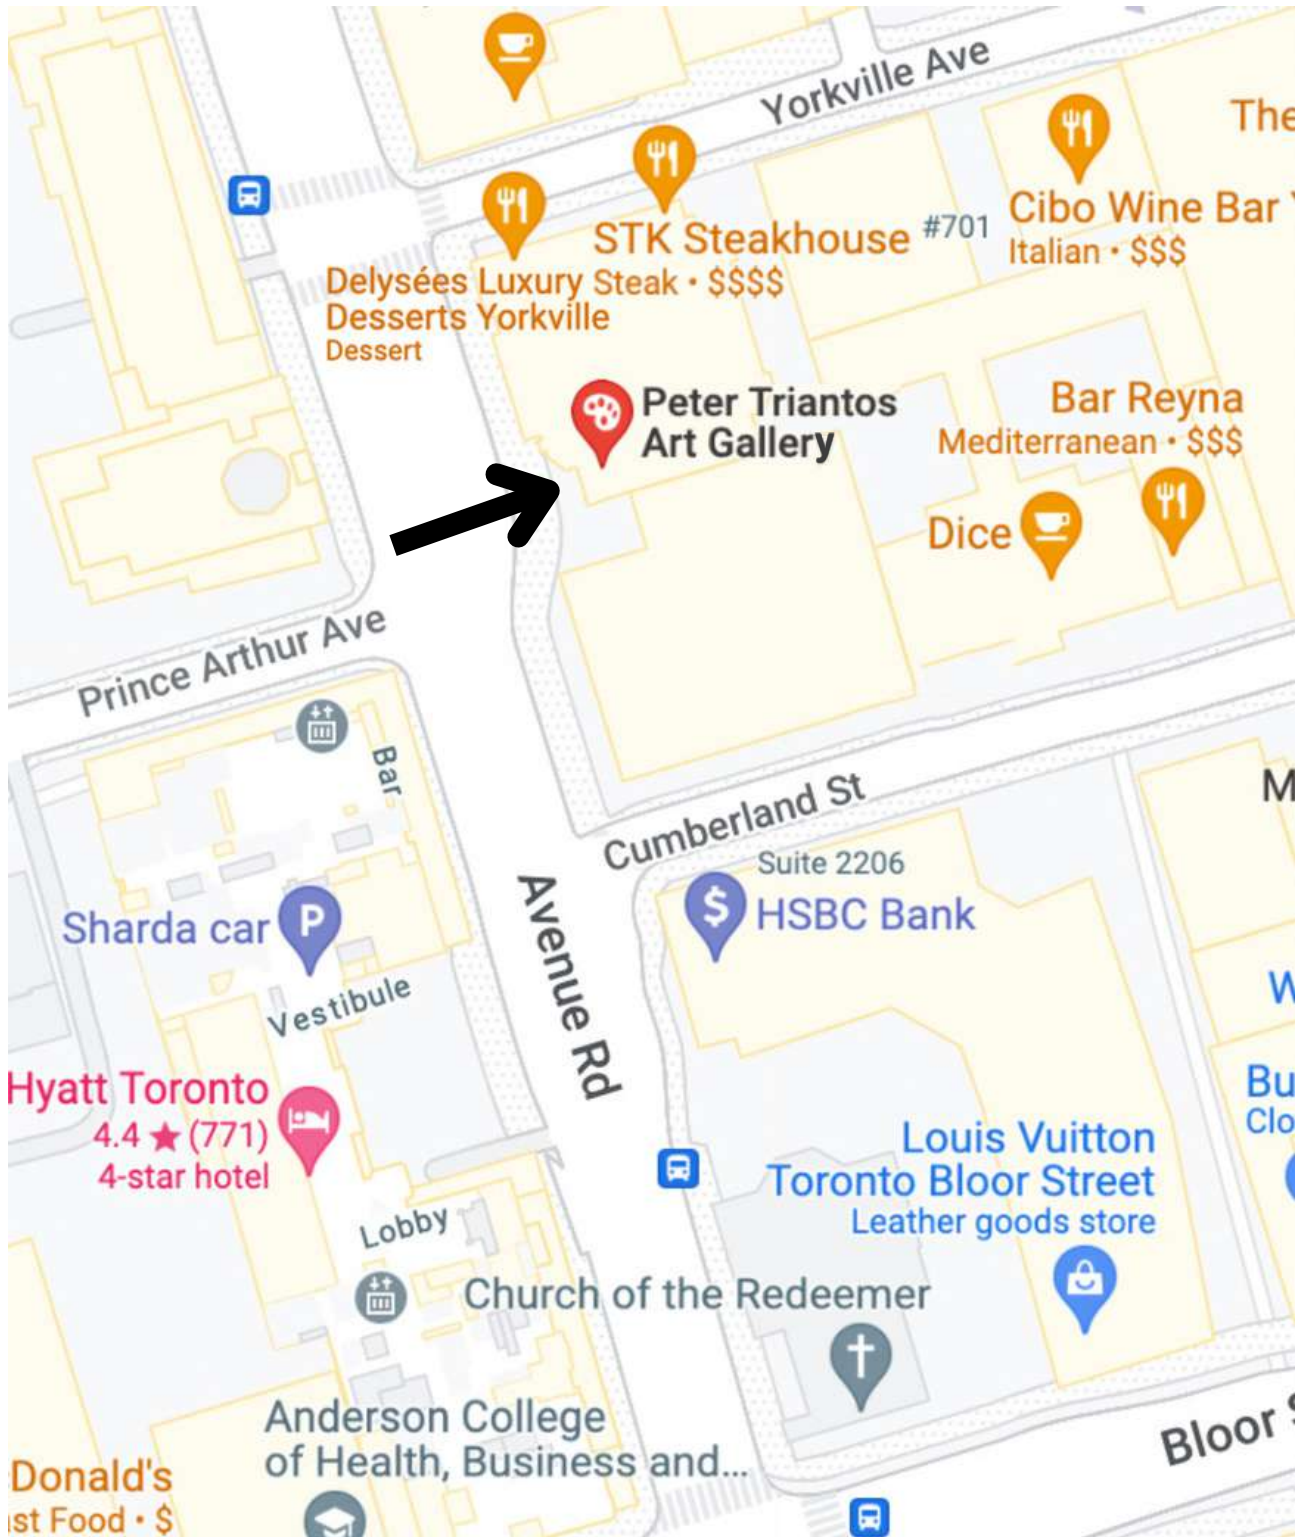 Yorkville Ave
The
STK Steakhouse
Steak • $$$$
#701
Cibo Wine Bar
Italian • $$$
Delysées Luxury
Desserts Yorkville
Dessert
Peter Triantos
Art Gallery
Bar Reyna
Mediterranean • $$$
Dice
Prince Arthur Ave
Bar
Cumberland St
M
Suite 2206
HSBC Bank
Avenue Rd
Sharda car
P
Vestibule
W
Hyatt Toronto
4.4 ★ (771)
4-star hotel
Bu
Clo
Louis Vuitton
Toronto Bloor Street
Leather goods store
Lobby
Church of the Redeemer
Anderson College
of Health, Business and...
Bloor
Donald's
st Food • $